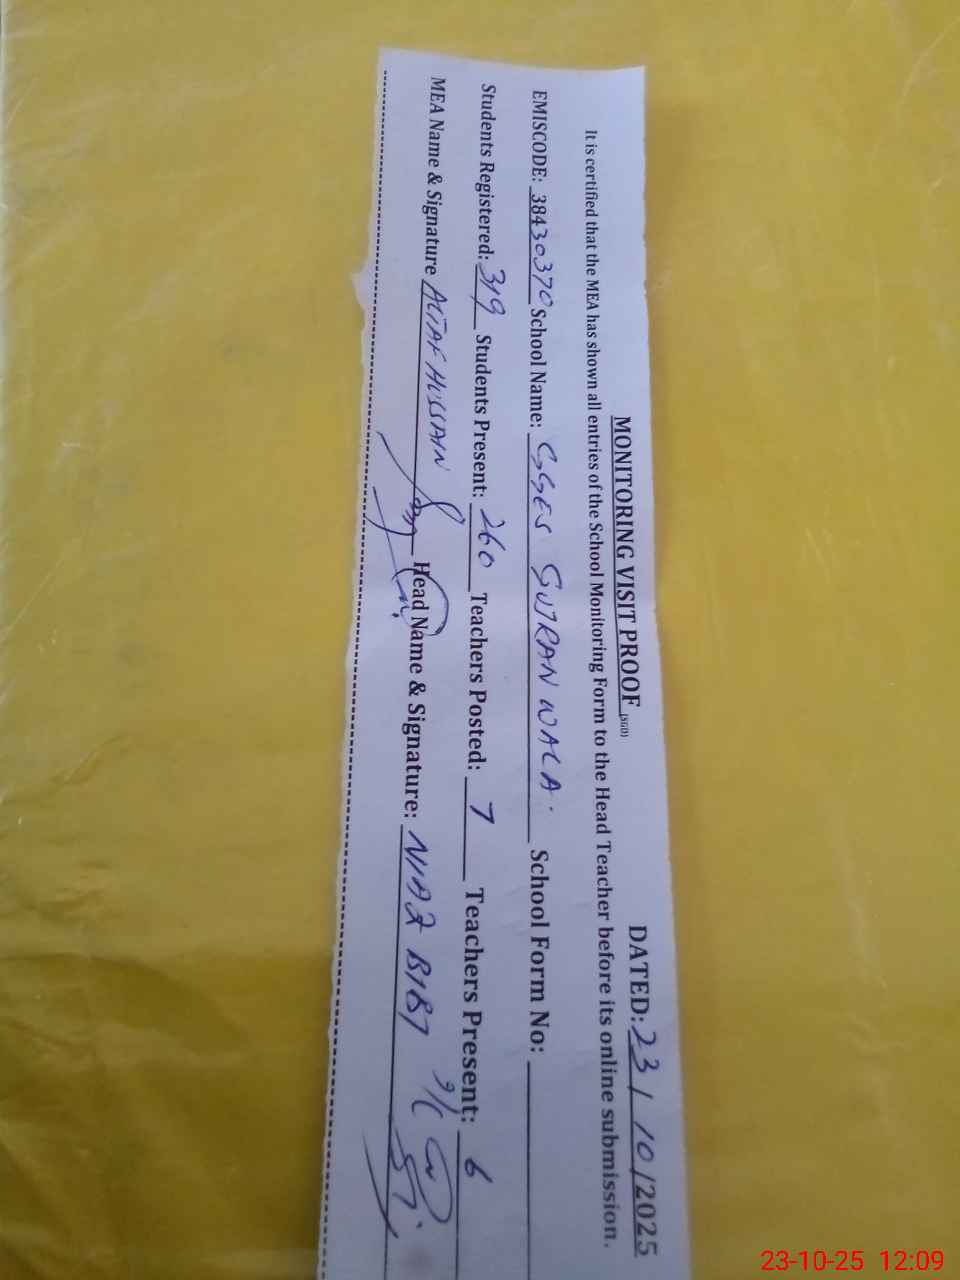 MONITORING VISIT PROOF (SGD) DATED: 23/10/2025
It is certified that the MEA has shown all entries of the School Monitoring Form to the Head Teacher before its online submission.
EMISCODE: 38430370 School Name: GGES GUJRAN WALA. School Form No:
Students Registered: 319 Students Present: 260 Teachers Posted: 7 Teachers Present: 6
MEA Name & Signature ALTAF HUSSAIN Head Name & Signature: NIAZ BIBI
23-10-25 12:09